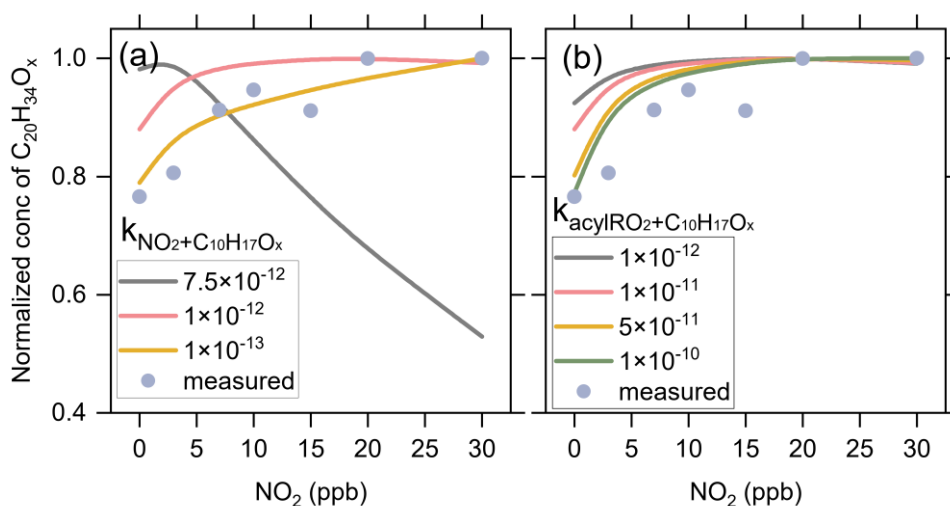 Normalized conc of C₂₀H₃₄Oₓ
(a)
1.0
0.8
0.6
0.4
k_NO₂+C₁₀H₁₇Oₓ
7.5×10⁻¹²
1×10⁻¹²
1×10⁻¹³
measured
0 5 10 15 20 25 30
NO₂ (ppb)
(b)
k_acylRO₂+C₁₀H₁₇Oₓ
1×10⁻¹²
1×10⁻¹¹
5×10⁻¹¹
1×10⁻¹⁰
measured
0 5 10 15 20 25 30
NO₂ (ppb)